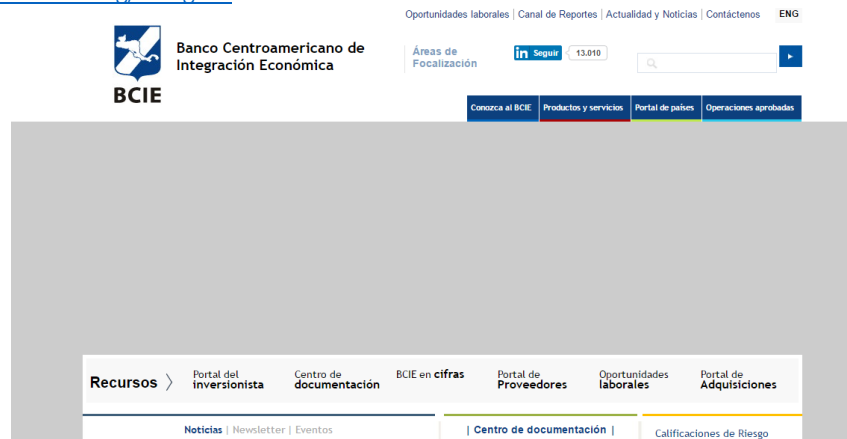 Oportunidades laborales | Canal de Reportes | Actualidad y Noticias | Contáctenos ENG
Banco Centroamericano de
Integración Económica
Áreas de
Focalización
in Seguir 13.010
BCIE
Conozca al BCIE Productos y servicios Portal de países Operaciones aprobadas
Recursos
Portal del
inversionista
Centro de
documentación
BCIE en cifras
Portal de
Proveedores
Oportunidades
laborales
Portal de
Adquisiciones
Noticias | Newsletter | Eventos
| Centro de documentación |
Calificaciones de Riesgo